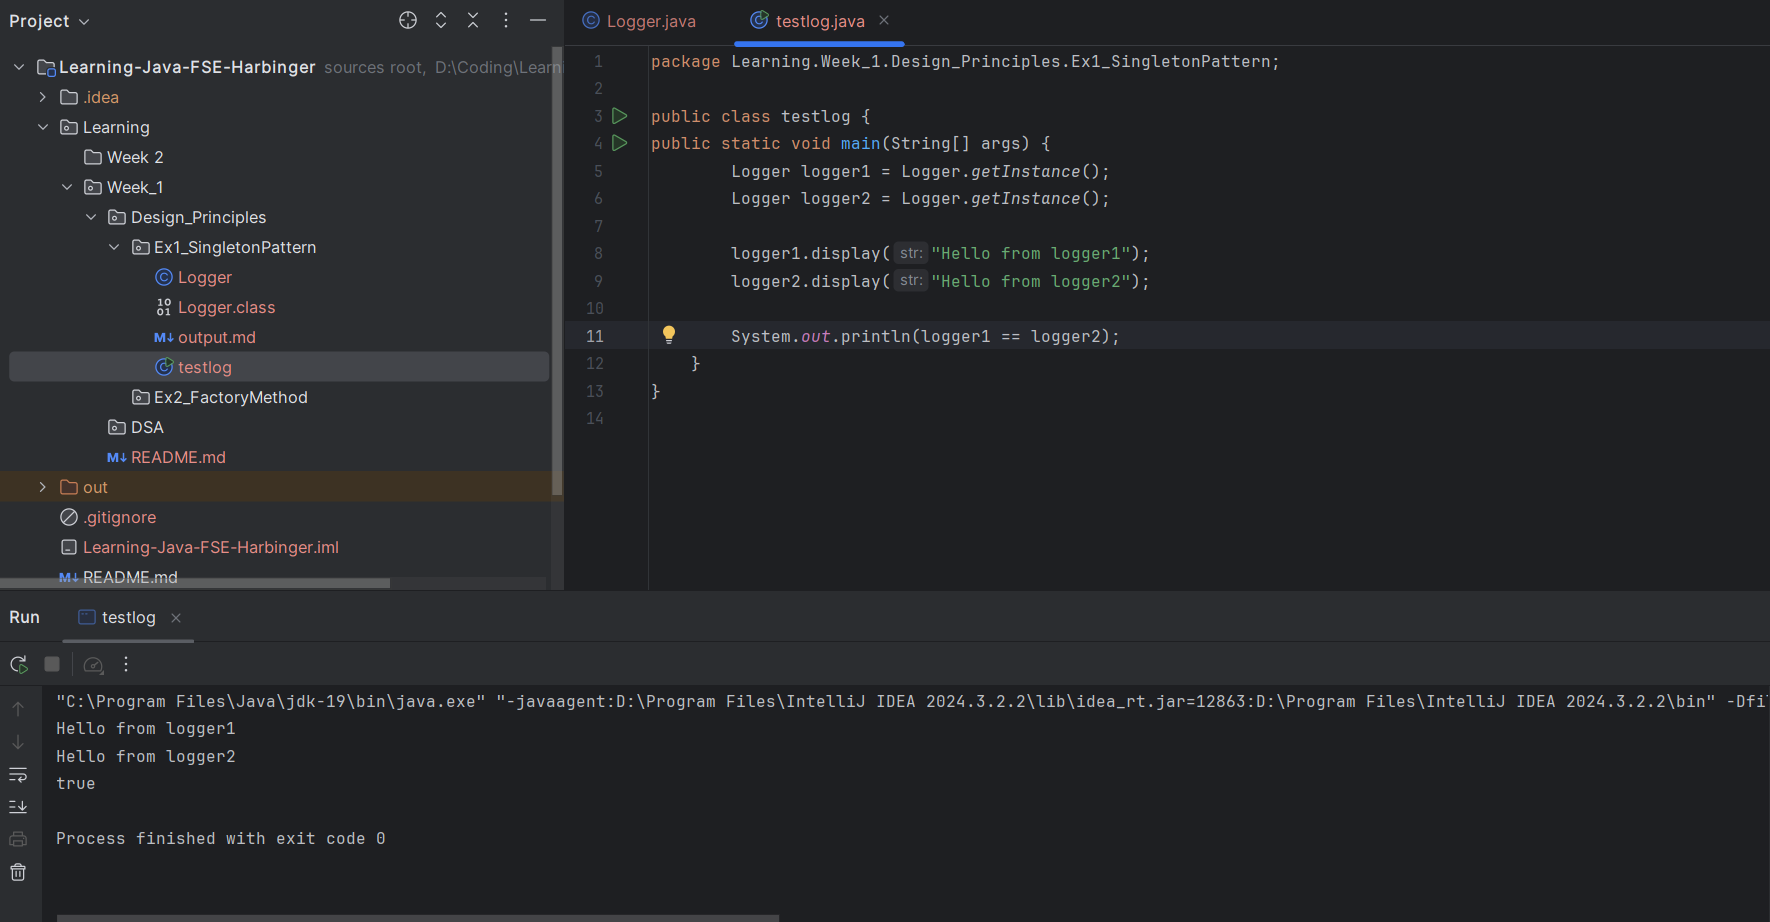 Project
Learning-Java-FSE-Harbinger sources root, D:\Coding\Learni
.idea
Learning
Week 2
Week_1
Design_Principles
Ex1_SingletonPattern
Logger
Logger.class
output.md
testlog
Ex2_FactoryMethod
DSA
README.md
out
.gitignore
Learning-Java-FSE-Harbinger.iml
README.md
Logger.java testlog.java
1 package Learning.Week_1.Design_Principles.Ex1_SingletonPattern;
2
3 public class testlog {
4 public static void main(String[] args) {
5 Logger logger1 = Logger.getInstance();
6 Logger logger2 = Logger.getInstance();
7
8 logger1.display( str: "Hello from logger1");
9 logger2.display( str: "Hello from logger2");
10
11 System.out.println(logger1 == logger2);
12 }
13 }
14
Run testlog
"C:\Program Files\Java\jdk-19\bin\java.exe" "-javaagent:D:\Program Files\IntelliJ IDEA 2024.3.2.2\lib\idea_rt.jar=12863:D:\Program Files\IntelliJ IDEA 2024.3.2.2\bin" -Dfil
Hello from logger1
Hello from logger2
true
Process finished with exit code 0